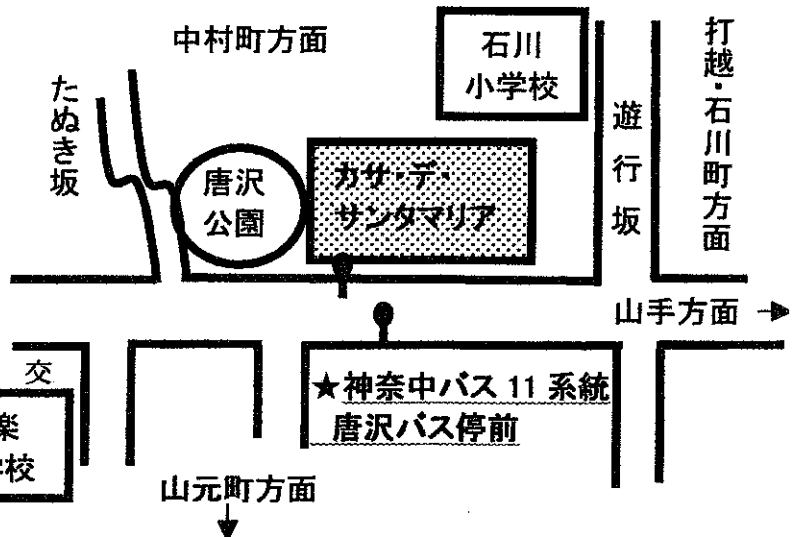 中村町方面
石川
小学校
打越・石川町方面
たぬき坂
遊行坂
唐沢
公園
カサ・デ・
サンタマリア
山手方面
交
★神奈中バス 11 系統
唐沢バス停前
楽
校
山元町方面